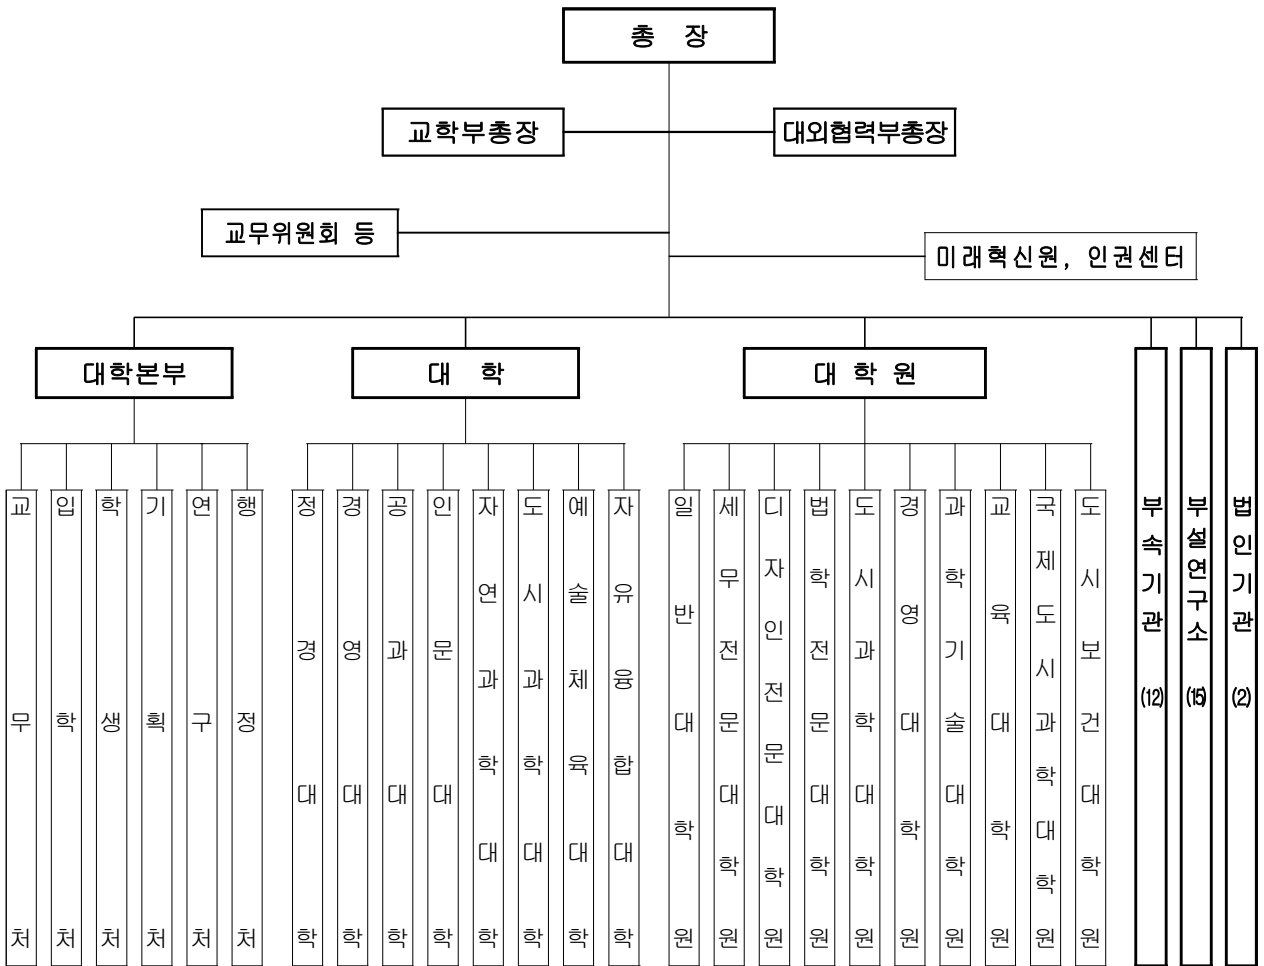 총 장
교학부총장
대외협력부총장
교무위원회 등
미래혁신원, 인권센터
대학본부
대 학
대 학 원
교무처
입학처
학생처
기획처
연구처
행정처
정경대학
경영대학
공과대학
인문대학
자연과학대학
도시과학대학
예술체육대학
자유융합대학
일반대학원
세무전문대학원
디자인전문대학원
법학전문대학원
도시과학대학원
경영대학원
과학기술대학원
교육대학원
국제도시과학대학원
도시보건대학원
부속기관 (12)
부설연구소 (15)
법인기관 (2)